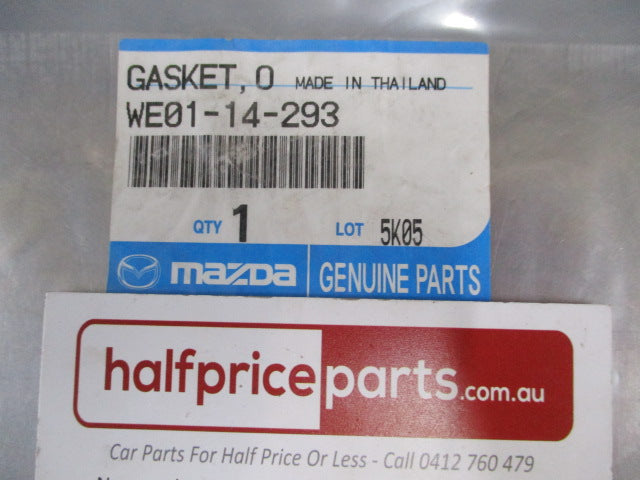 GASKET, O MADE IN THAILAND
WE01-14-293
QTY 1 LOT 5K05
mazda GENUINE PARTS
halfpriceparts.com.au
Car Parts For Half Price Or Less - Call 0412 760 479